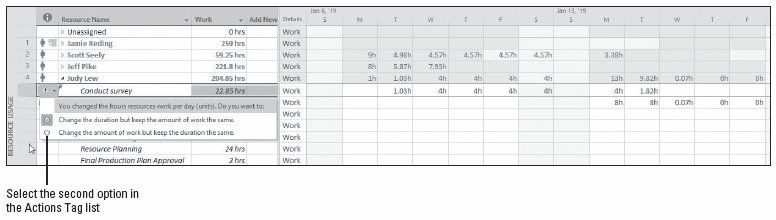 Jan 6, '19 Jan 13, '19
Resource Name Work Add New Details S M T W T F S S M T W T F
Unassigned 0 hrs Work
1 Jamie Reding 259 hrs Work
2 Scott Seely 59.25 hrs Work 9h 4.98h 4.57h 4.57h 4.57h 4.57h 3.38h
3 Jeff Pike 221.8 hrs Work 8h 5.87h 7.93h
4 Judy Lew 204.85 hrs Work 1h 1.03h 4h 4h 4h 4h 13h 9.82h 0.07h 0h 0h
Conduct survey 22.85 hrs Work 1.03h 4h 4h 4h 4h 4h 1.82h
You changed the hours resources work per day (units). Do you want to: Work 8h 8h 0.07h 0h 0h
Change the duration but keep the amount of work the same. Work
Change the amount of work but keep the duration the same. Work
Work
Resource Planning 24 hrs Work
Final Production Plan Approval 2 hrs Work
RESOURCE USAGE
Select the second option in
the Actions Tag list